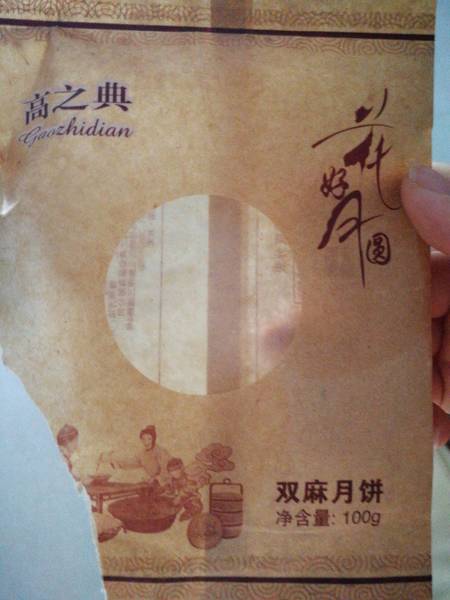 高之典
Gaozhidian
花好月圆
双麻月饼
净含量: 100g